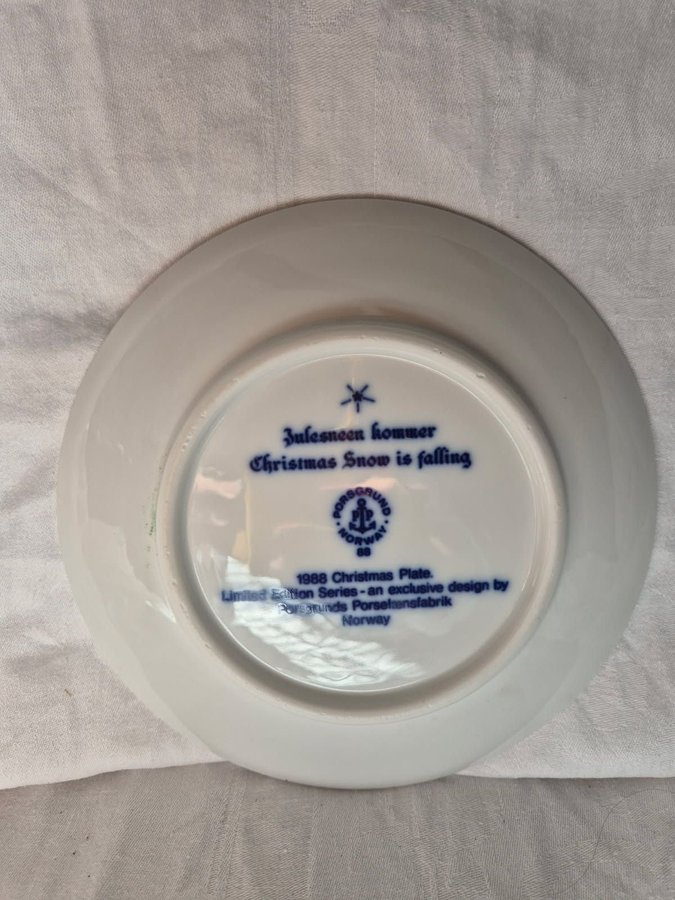 Julesneen kommer
Christmas Snow is falling
PORSGRUND
PP
NORWAY
88
1988 Christmas Plate.
Limited Edition Series - an exclusive design by
Porsgrunds Porselænsfabrik
Norway